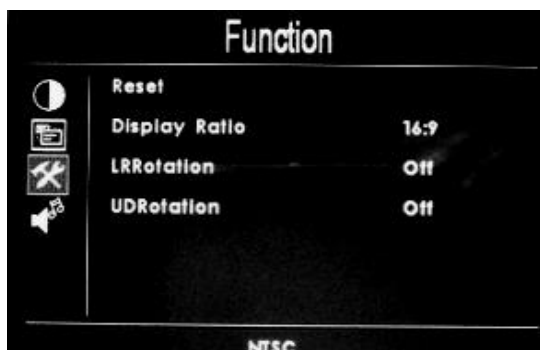 Function
Reset
Display Ratio 16:9
LRRotation Off
UDRotation Off
NTSC